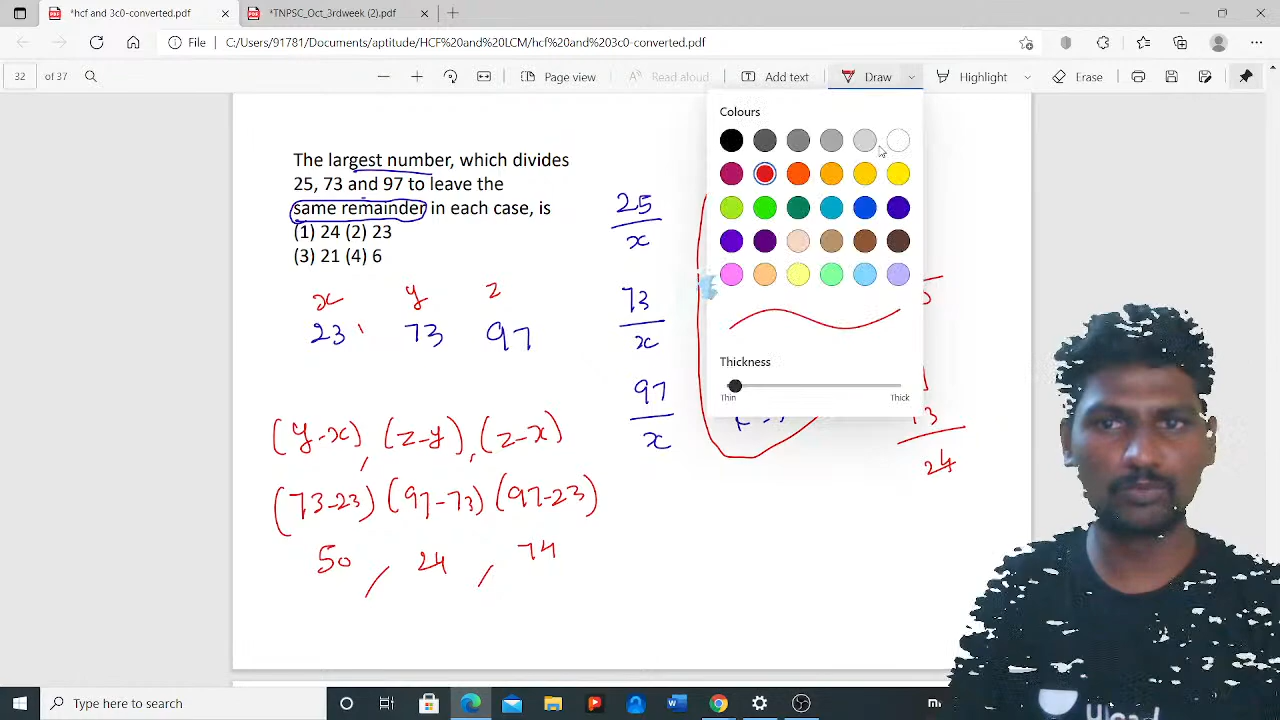 *hcf and 3c0-converted.pdf
*TNPSC_Oct_3rdweek (2).pdf
File C:/Users/91781/Documents/aptitude/HCF%20and%20LCM/hcf%20and%203c0-converted.pdf
32 of 37 Page view Read aloud Add text Draw Highlight Erase
Colours
Thickness
Thin Thick
The largest number, which divides
25, 73 and 97 to leave the
same remainder in each case, is
(1) 24 (2) 23
(3) 21 (4) 6
x y z
23, 73 97
(y-x), (z-y), (z-x)
(73-23) (97-73) (97-23)
50, 24, 74
25
x
73
x
97
x
24
Type here to search